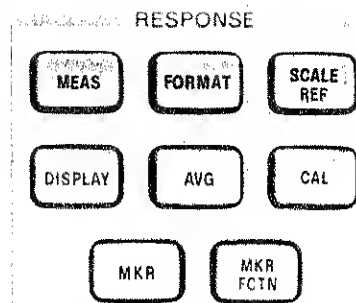 RESPONSE
MEAS
FORMAT
SCALE
REF
DISPLAY
AVG
CAL
MKR
MKR
FCTN